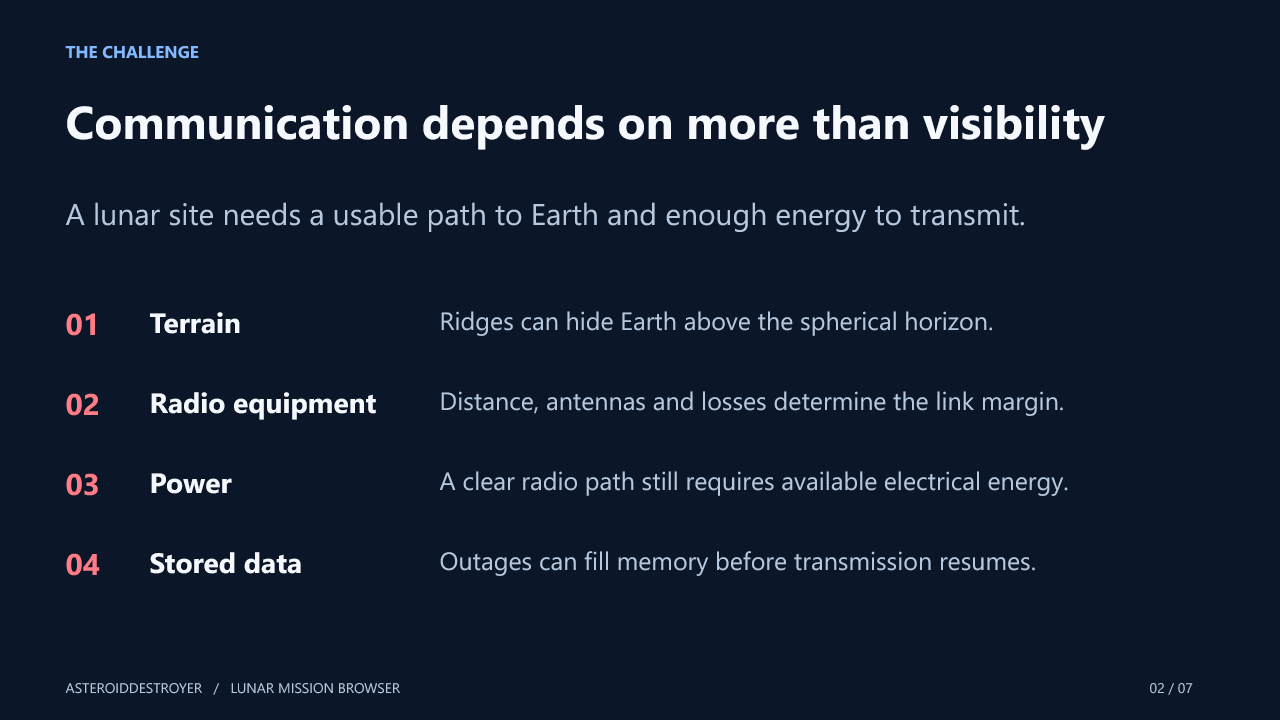 THE CHALLENGE
Communication depends on more than visibility
A lunar site needs a usable path to Earth and enough energy to transmit.
01 Terrain Ridges can hide Earth above the spherical horizon.
02 Radio equipment Distance, antennas and losses determine the link margin.
03 Power A clear radio path still requires available electrical energy.
04 Stored data Outages can fill memory before transmission resumes.
ASTEROIDDESTROYER / LUNAR MISSION BROWSER 02 / 07